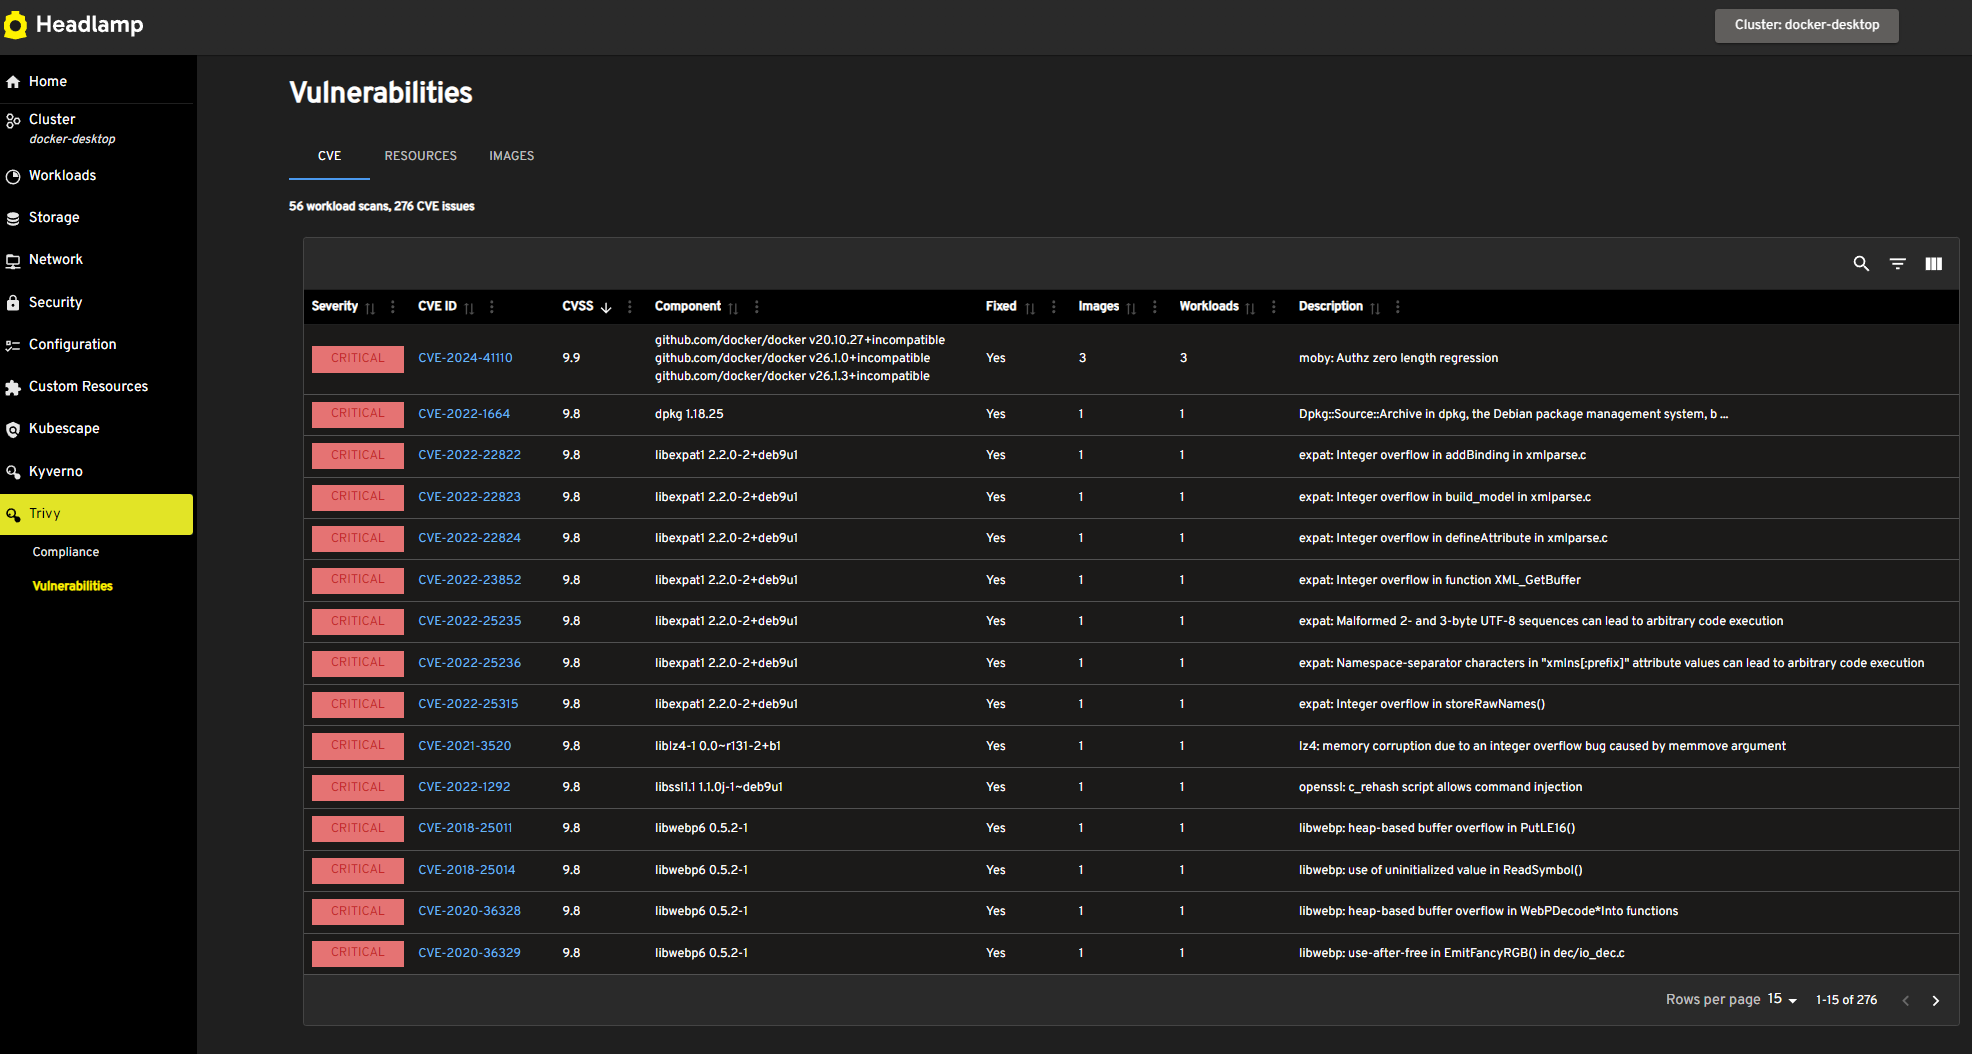 Headlamp
Cluster: docker-desktop
Home
Cluster
docker-desktop
Workloads
Storage
Network
Security
Configuration
Custom Resources
Kubescape
Kyverno
Trivy
Compliance
Vulnerabilities
Vulnerabilities
CVE RESOURCES IMAGES
56 workload scans, 276 CVE issues
Severity CVE ID CVSS Component Fixed Images Workloads Description
CRITICAL CVE-2024-41110 9.9 github.com/docker/docker v20.10.27+incompatible Yes 3 3 moby: Authz zero length regression
github.com/docker/docker v26.1.0+incompatible
github.com/docker/docker v26.1.3+incompatible
CRITICAL CVE-2022-1664 9.8 dpkg 1.18.25 Yes 1 1 Dpkg::Source::Archive in dpkg, the Debian package management system, b ...
CRITICAL CVE-2022-22822 9.8 libexpat1 2.2.0-2+deb9u1 Yes 1 1 expat: Integer overflow in addBinding in xmlparse.c
CRITICAL CVE-2022-22823 9.8 libexpat1 2.2.0-2+deb9u1 Yes 1 1 expat: Integer overflow in build_model in xmlparse.c
CRITICAL CVE-2022-22824 9.8 libexpat1 2.2.0-2+deb9u1 Yes 1 1 expat: Integer overflow in defineAttribute in xmlparse.c
CRITICAL CVE-2022-23852 9.8 libexpat1 2.2.0-2+deb9u1 Yes 1 1 expat: Integer overflow in function XML_GetBuffer
CRITICAL CVE-2022-25235 9.8 libexpat1 2.2.0-2+deb9u1 Yes 1 1 expat: Malformed 2- and 3-byte UTF-8 sequences can lead to arbitrary code execution
CRITICAL CVE-2022-25236 9.8 libexpat1 2.2.0-2+deb9u1 Yes 1 1 expat: Namespace-separator characters in "xmlns[:prefix]" attribute values can lead to arbitrary code execution
CRITICAL CVE-2022-25315 9.8 libexpat1 2.2.0-2+deb9u1 Yes 1 1 expat: Integer overflow in storeRawNames()
CRITICAL CVE-2021-3520 9.8 liblz4-1 0.0~r131-2+b1 Yes 1 1 lz4: memory corruption due to an integer overflow bug caused by memmove argument
CRITICAL CVE-2022-1292 9.8 libssl1.1 1.1.0j-1~deb9u1 Yes 1 1 openssl: c_rehash script allows command injection
CRITICAL CVE-2018-25011 9.8 libwebp6 0.5.2-1 Yes 1 1 libwebp: heap-based buffer overflow in PutLE16()
CRITICAL CVE-2018-25014 9.8 libwebp6 0.5.2-1 Yes 1 1 libwebp: use of uninitialized value in ReadSymbol()
CRITICAL CVE-2020-36328 9.8 libwebp6 0.5.2-1 Yes 1 1 libwebp: heap-based buffer overflow in WebPDecode*Into functions
CRITICAL CVE-2020-36329 9.8 libwebp6 0.5.2-1 Yes 1 1 libwebp: use-after-free in EmitFancyRGB() in dec/io_dec.c
Rows per page 15 1-15 of 276